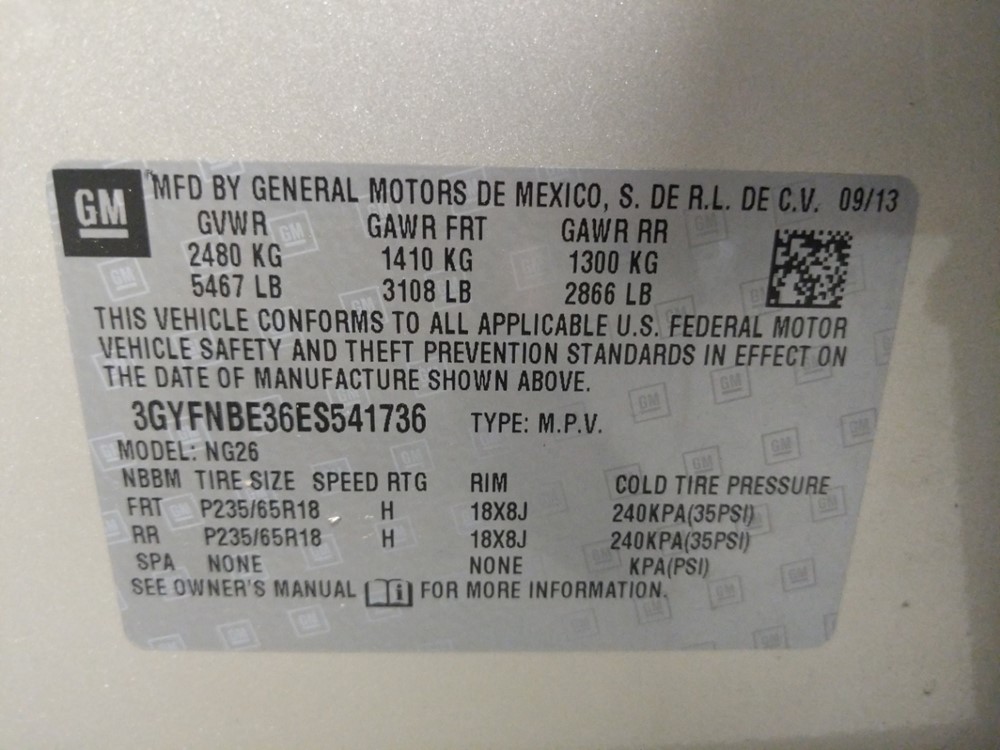 GM
MFD BY GENERAL MOTORS DE MEXICO, S. DE R.L. DE C.V. 09/13
GVWR GAWR FRT GAWR RR
2480 KG 1410 KG 1300 KG
5467 LB 3108 LB 2866 LB
THIS VEHICLE CONFORMS TO ALL APPLICABLE U.S. FEDERAL MOTOR
VEHICLE SAFETY AND THEFT PREVENTION STANDARDS IN EFFECT ON
THE DATE OF MANUFACTURE SHOWN ABOVE.
3GYFNBE36ES541736 TYPE: M.P.V.
MODEL: NG26
NBBM TIRE SIZE SPEED RTG RIM COLD TIRE PRESSURE
FRT P235/65R18 H 18X8J 240KPA(35PSI)
RR P235/65R18 H 18X8J 240KPA(35PSI)
SPA NONE NONE KPA(PSI)
SEE OWNER'S MANUAL i FOR MORE INFORMATION.